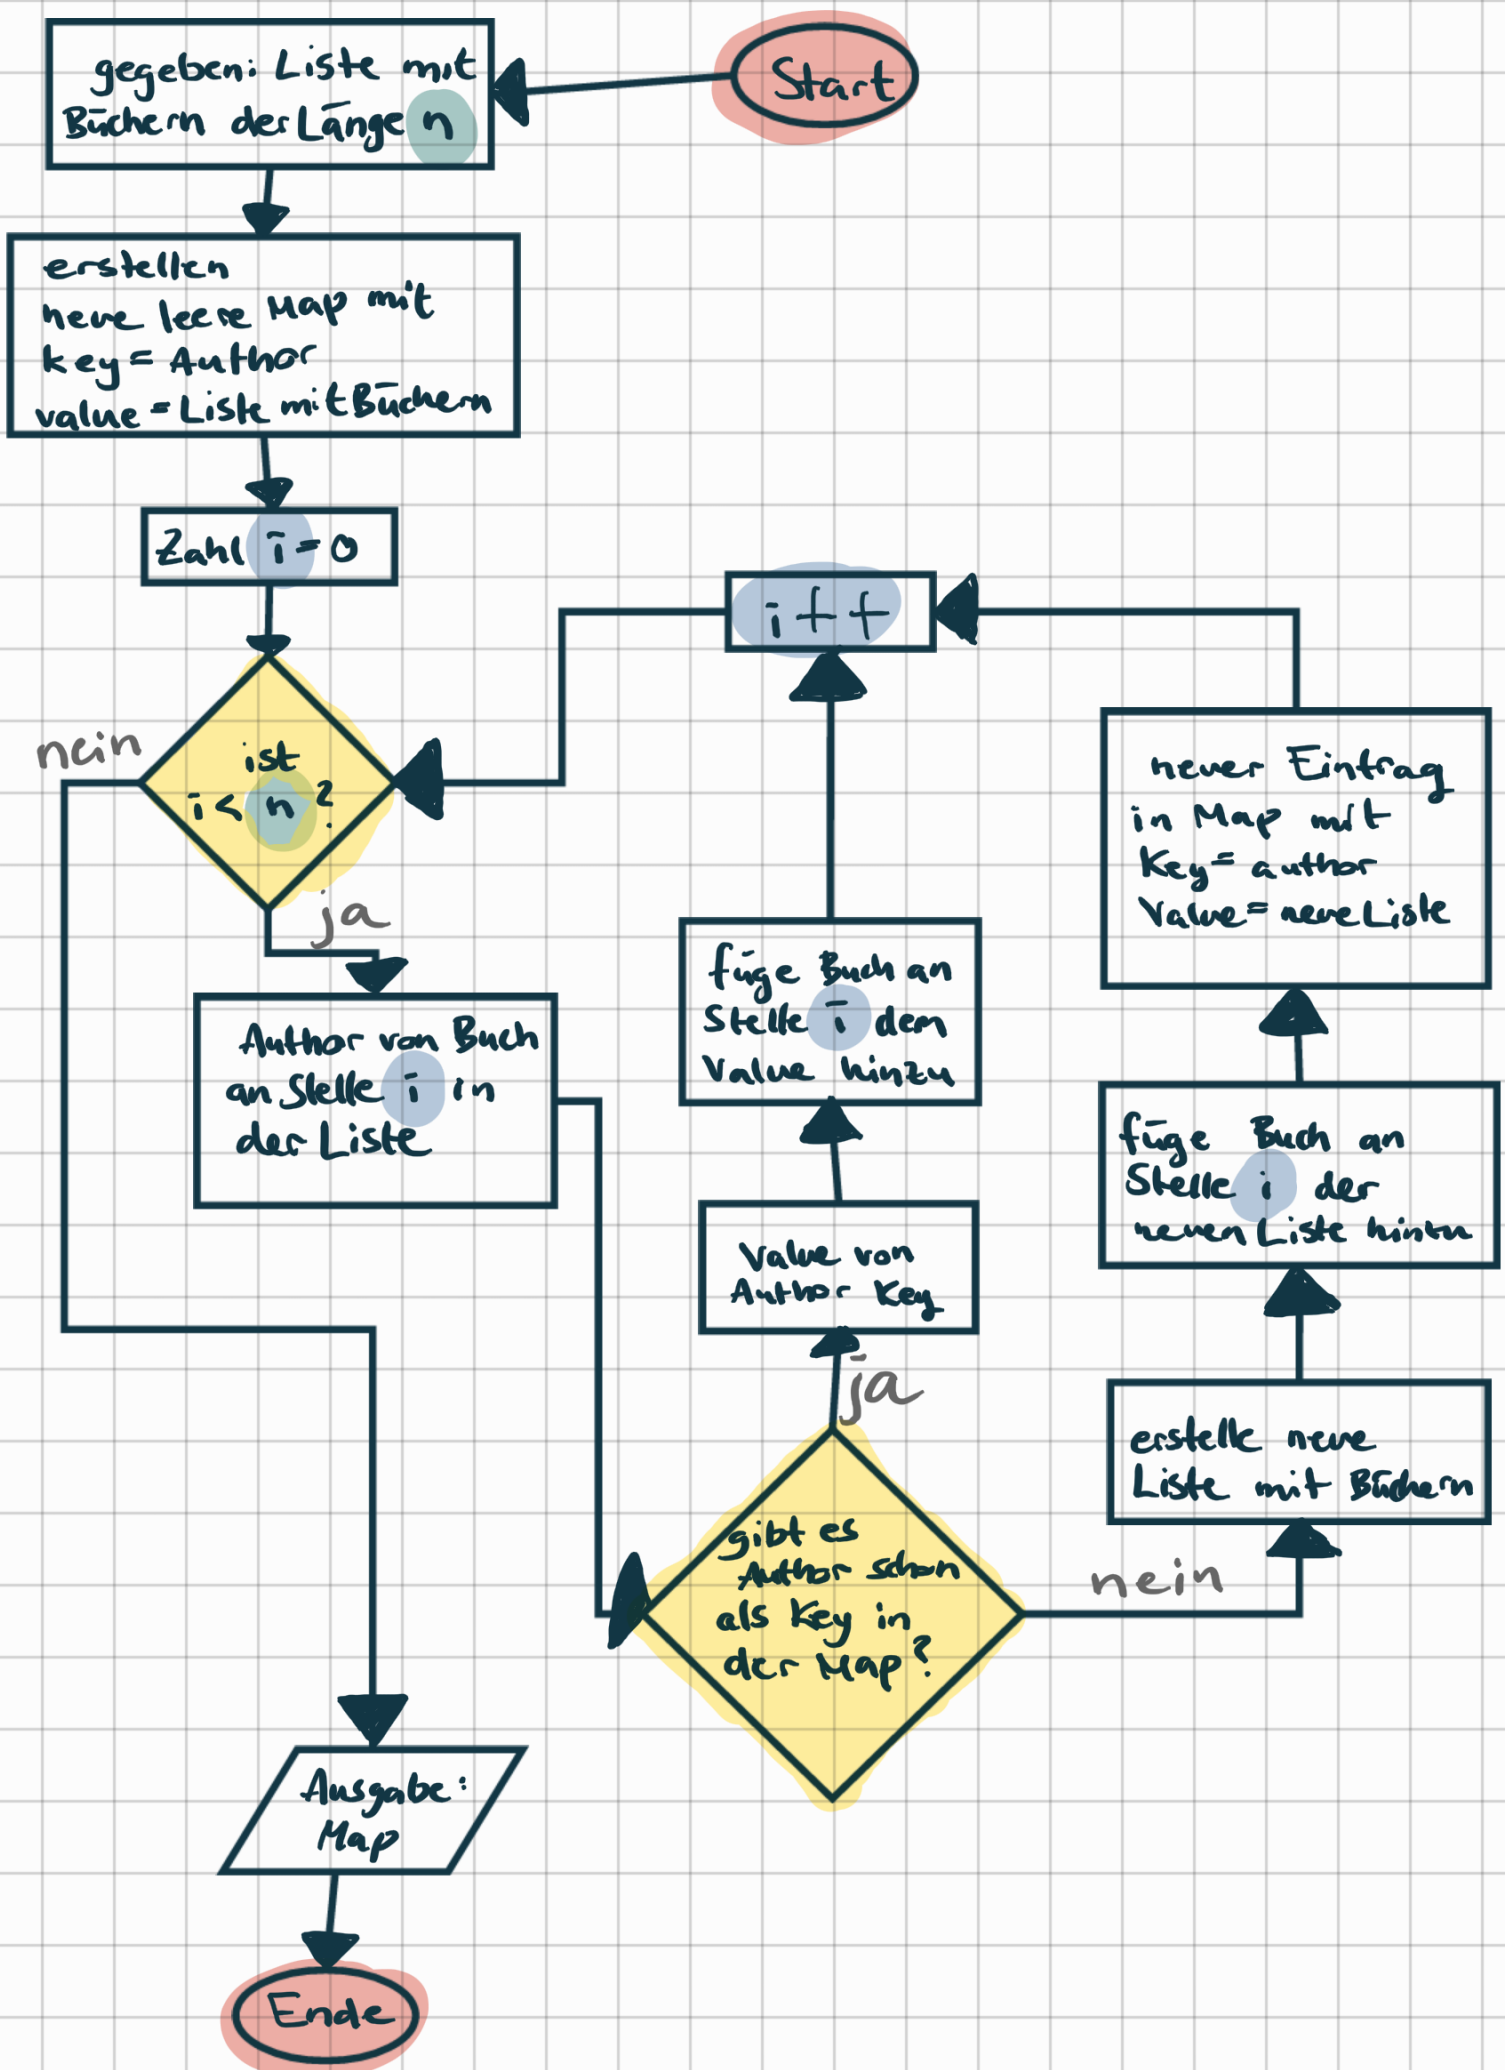 Start
gegeben: Liste mit
Büchern der Länge n
erstellen
neue leere Map mit
key = Author
value = Liste mit Büchern
Zahl i = 0
ist
i < n ?
nein
ja
Author von Buch
an Stelle i in
der Liste
gibt es
Author schon
als Key in
der Map?
ja
Value von
Author Key
füge Buch an
Stelle i dem
Value hinzu
i++
nein
erstelle neue
Liste mit Büchern
füge Buch an
Stelle i der
neuen Liste hinzu
neuer Eintrag
in Map mit
Key = author
Value = neue Liste
Ausgabe:
Map
Ende